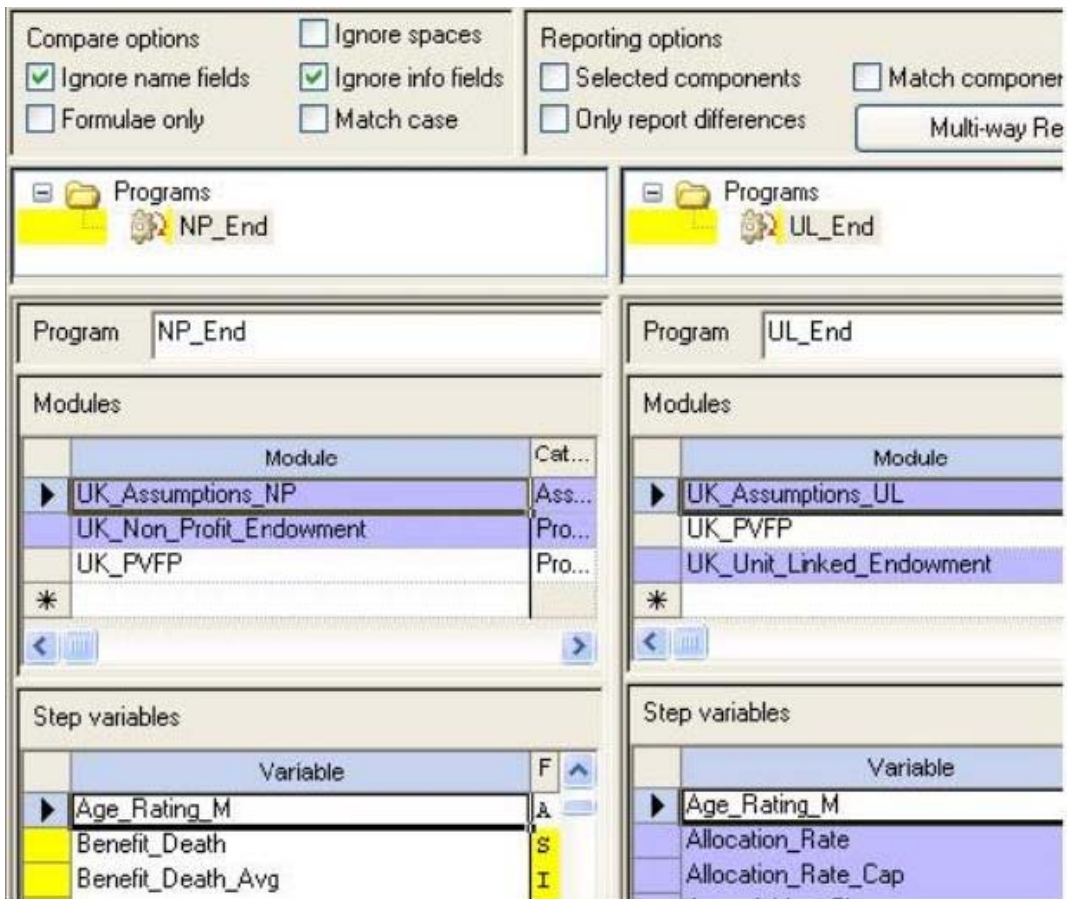 Compare options
Ignore spaces
Ignore name fields
Ignore info fields
Formulae only
Match case
Reporting options
Selected components
Match componer
Only report differences
Multi-way Re
Programs
NP_End
Programs
UL_End
Program NP_End
Program UL_End
Modules
Module Cat...
UK_Assumptions_NP Ass...
UK_Non_Profit_Endowment Pro...
UK_PVFP Pro...
Modules
Module
UK_Assumptions_UL
UK_PVFP
UK_Unit_Linked_Endowment
Step variables
Variable F
Age_Rating_M A
Benefit_Death S
Benefit_Death_Avg I
Step variables
Variable
Age_Rating_M
Allocation_Rate
Allocation_Rate_Cap